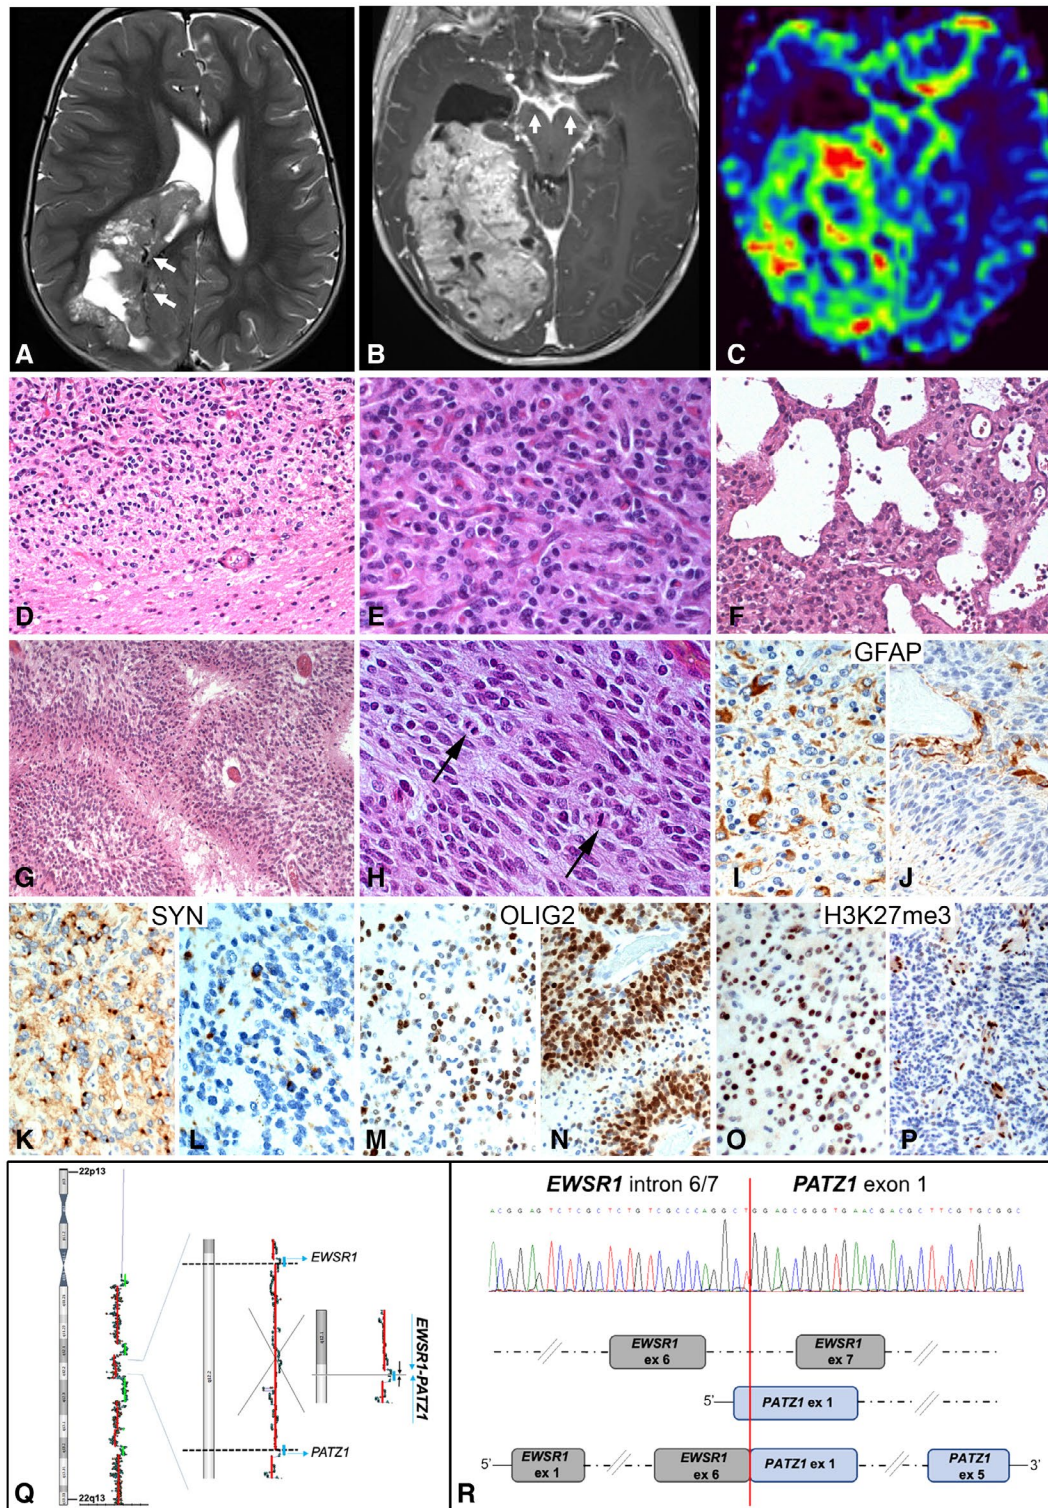 A
B
C
D
E
F
G
H
GFAP
I
J
SYN
OLIG2
H3K27me3
K
L
M
N
O
P
22p13
EWSR1
EWSR1-PATZ1
PATZ1
22q13
Q
EWSR1 intron 6/7 PATZ1 exon 1
A C G G A G T C T C G C T C T G T C G C C C A G G C T G G A G C G G G T G A A C G A C G C T T C G T G C G G C
EWSR1
ex 6
EWSR1
ex 7
5' PATZ1 ex 1
5' EWSR1
ex 1
EWSR1
ex 6
PATZ1 ex 1
PATZ1
ex 5
3'
R